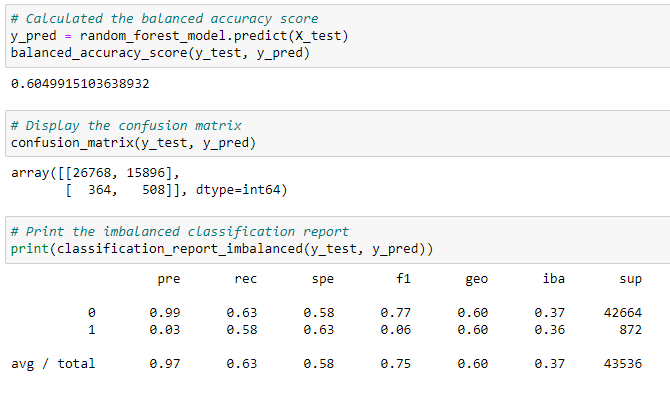 # Calculated the balanced accuracy score
y_pred = random_forest_model.predict(X_test)
balanced_accuracy_score(y_test, y_pred)
0.6049915103638932
# Display the confusion matrix
confusion_matrix(y_test, y_pred)
array([[26768, 15896],
       [  364,   508]], dtype=int64)
# Print the imbalanced classification report
print(classification_report_imbalanced(y_test, y_pred))
                   pre       rec       spe        f1       geo       iba       sup
          0       0.99      0.63      0.58      0.77      0.60      0.37     42664
          1       0.03      0.58      0.63      0.06      0.60      0.36       872
avg / total       0.97      0.63      0.58      0.75      0.60      0.37     43536